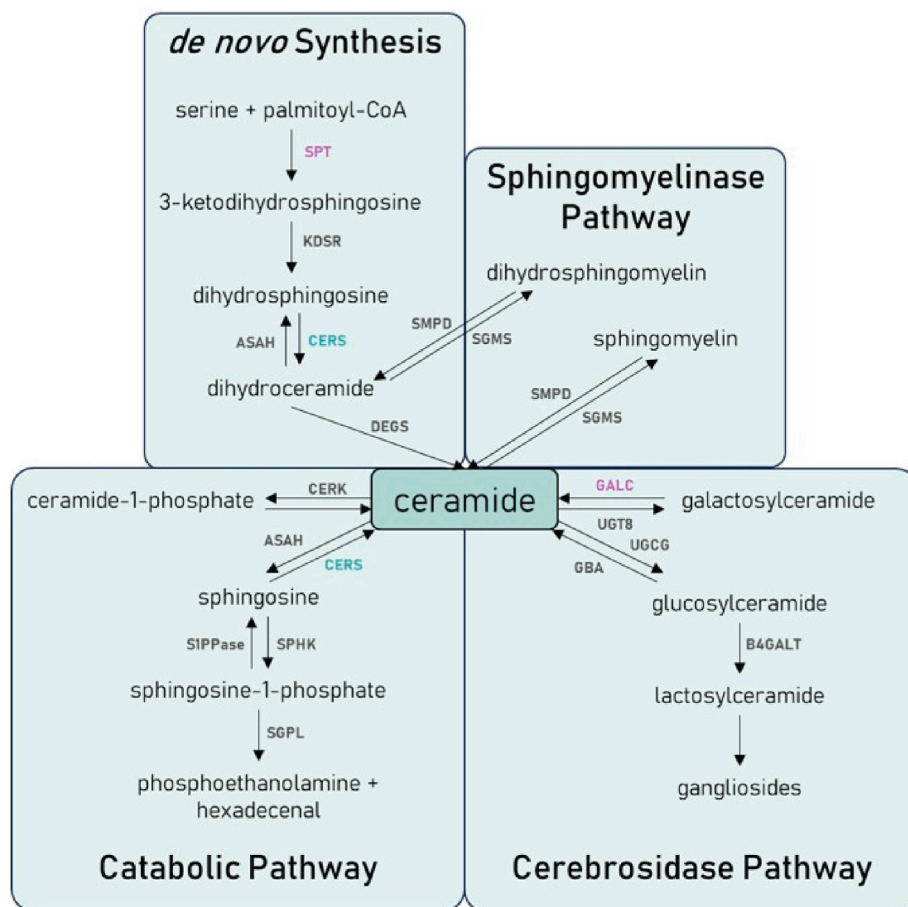 de novo Synthesis
serine + palmitoyl-CoA
SPT
3-ketodihydrosphingosine
KDSR
dihydrosphingosine
ASAH
CERS
dihydroceramide
DEGS
Sphingomyelinase
Pathway
dihydrosphingomyelin
SMPD
SGMS
sphingomyelin
SMPD
SGMS
ceramide
ceramide-1-phosphate
CERK
ASAH
CERS
sphingosine
S1PPase
SPHK
sphingosine-1-phosphate
SGPL
phosphoethanolamine +
hexadecenal
Catabolic Pathway
GALC
galactosylceramide
UGT8
UGCG
GBA
glucosylceramide
B4GALT
lactosylceramide
gangliosides
Cerebrosidase Pathway